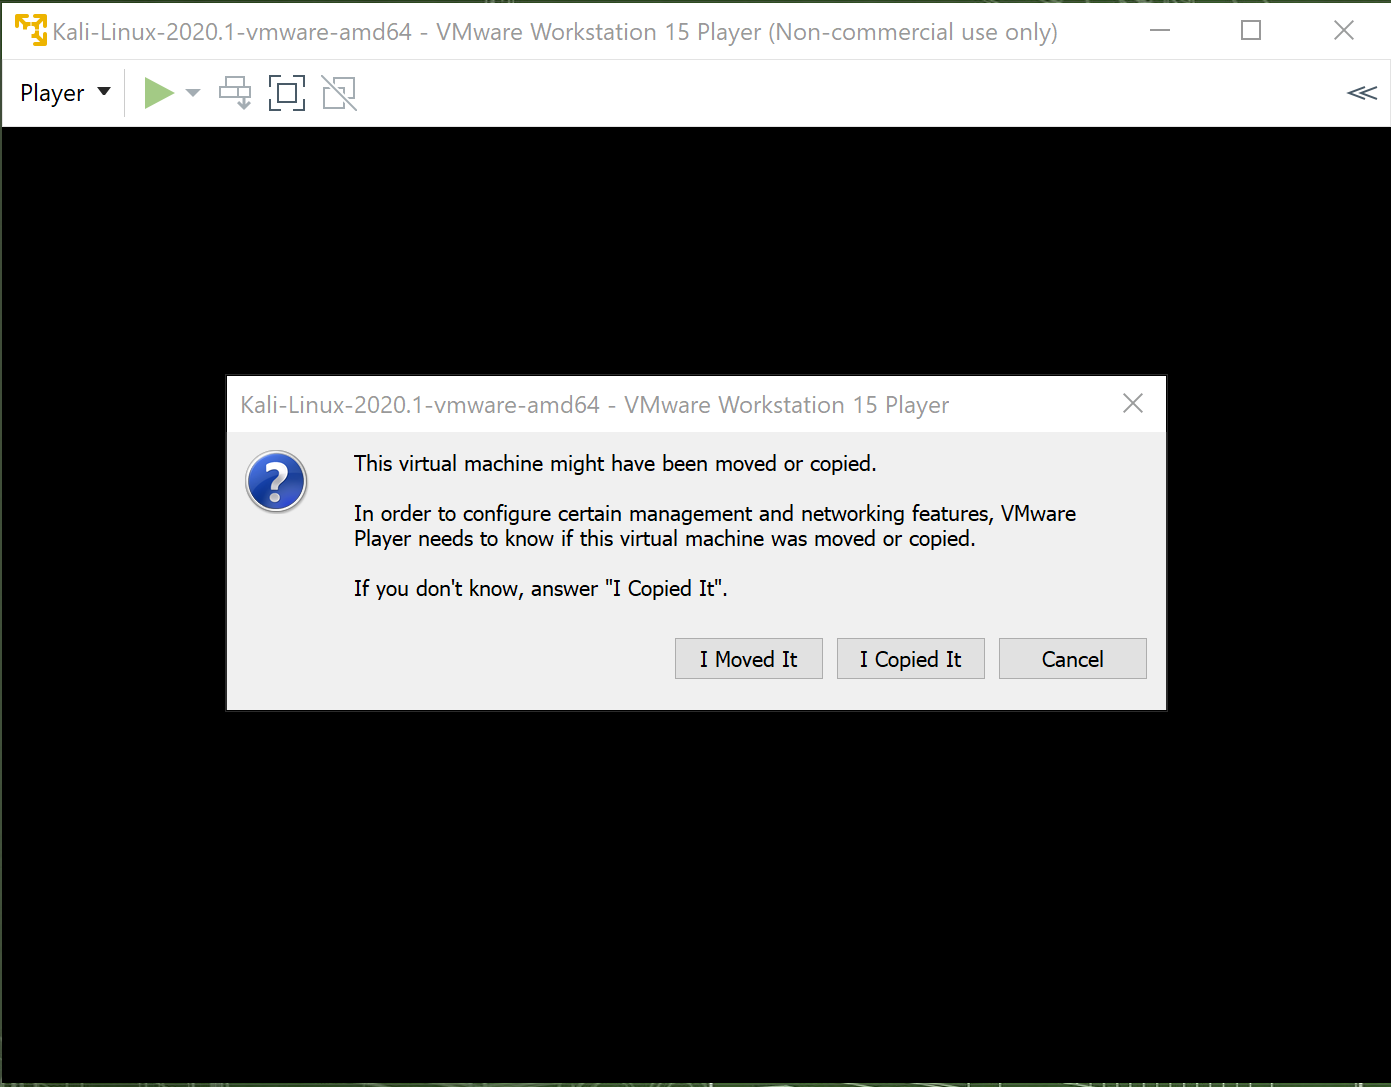 Kali-Linux-2020.1-vmware-amd64 - VMware Workstation 15 Player (Non-commercial use only)
Player
Kali-Linux-2020.1-vmware-amd64 - VMware Workstation 15 Player
This virtual machine might have been moved or copied.
In order to configure certain management and networking features, VMware
Player needs to know if this virtual machine was moved or copied.
If you don't know, answer "I Copied It".
I Moved It
I Copied It
Cancel